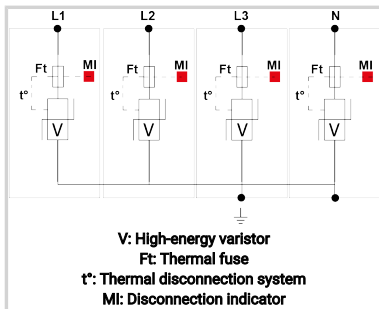 L1 L2 L3 N
Ft MI Ft MI Ft MI Ft MI
t° t° t° t°
V V V V
V: High-energy varistor
Ft: Thermal fuse
t°: Thermal disconnection system
MI: Disconnection indicator